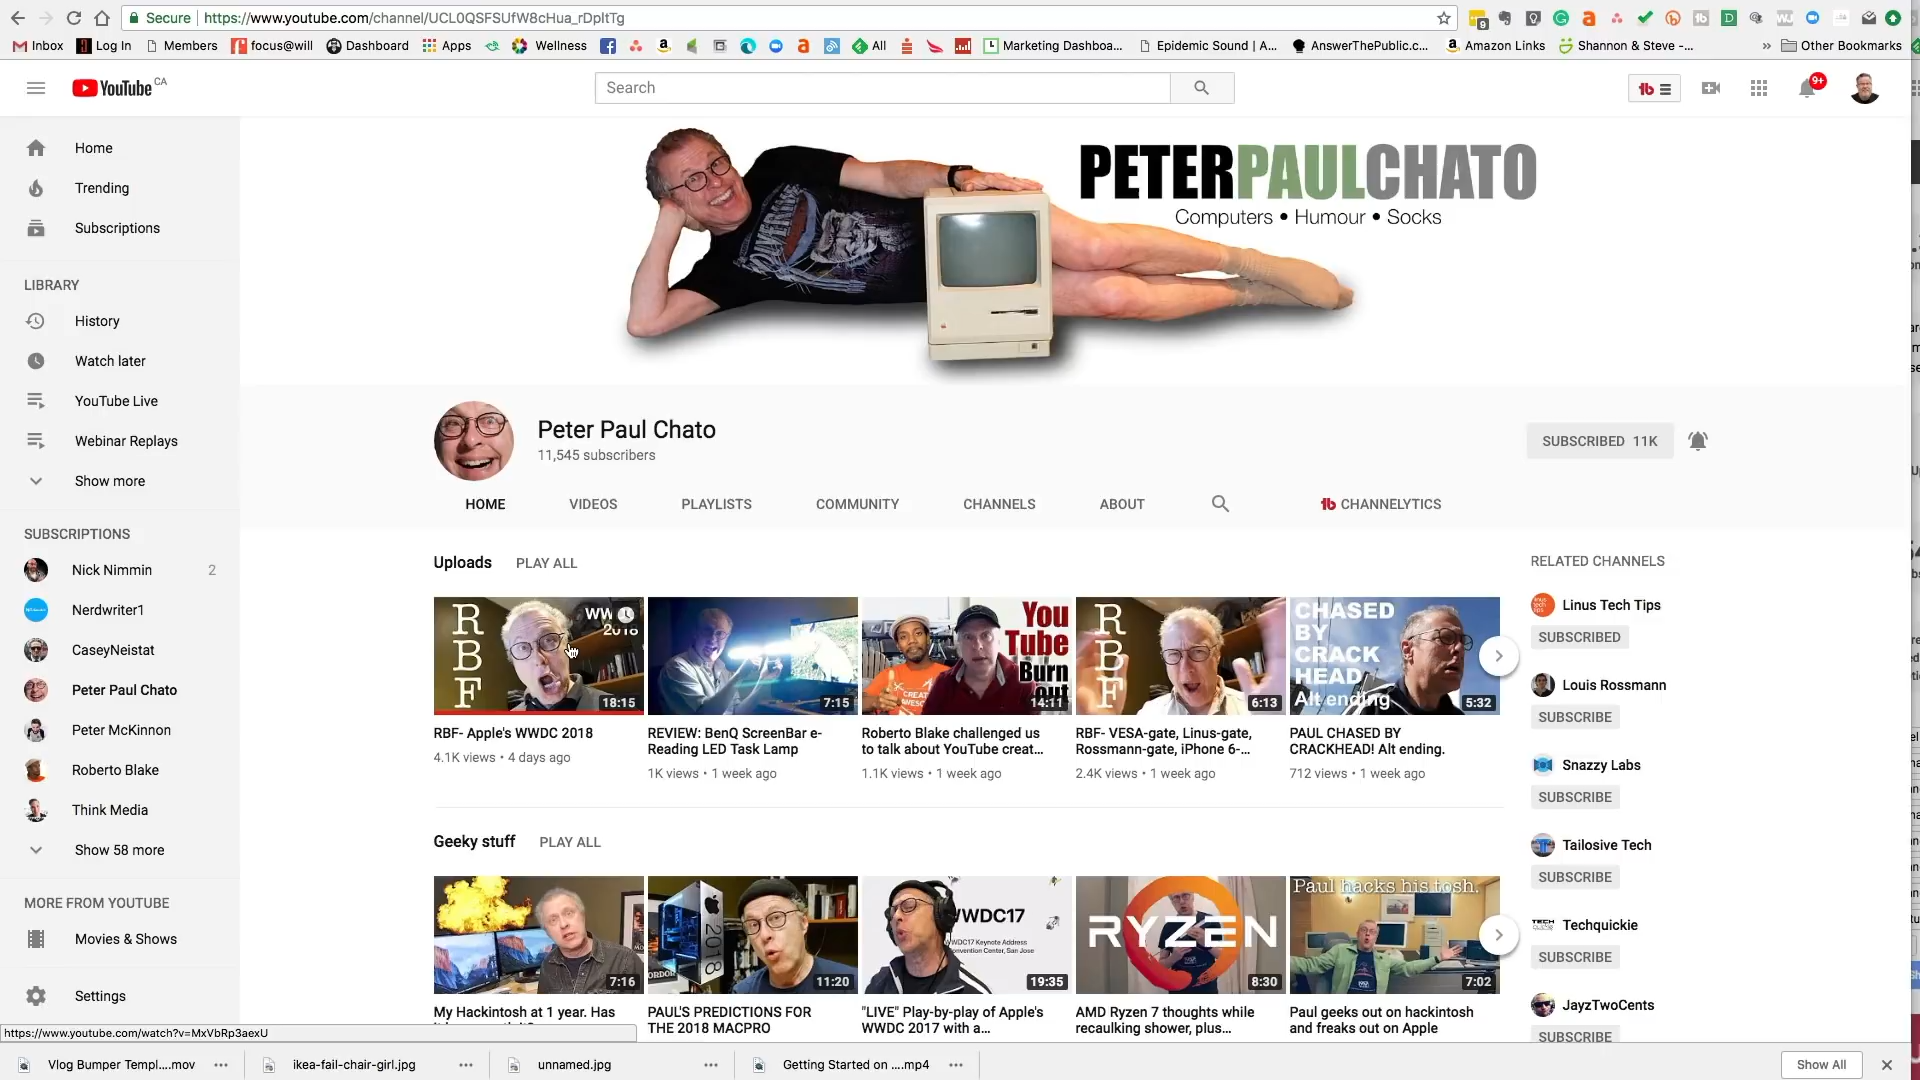 Secure https://www.youtube.com/channel/UCL0QSFSUfW8cHua_rDpItTg
Inbox Log In Members focus@will Dashboard Apps Wellness All Marketing Dashboa... Epidemic Sound | A... AnswerThePublic.c... Amazon Links Shannon & Steve -... » Other Bookmarks
YouTube CA
Search
9+
Home
Trending
Subscriptions
LIBRARY
History
Watch later
YouTube Live
Webinar Replays
Show more
SUBSCRIPTIONS
Nick Nimmin 2
Nerdwriter1
CaseyNeistat
Peter Paul Chato
Peter McKinnon
Roberto Blake
Think Media
Show 58 more
MORE FROM YOUTUBE
Movies & Shows
Settings
PETERPAULCHATO
Computers • Humour • Socks
Peter Paul Chato
11,545 subscribers
SUBSCRIBED 11K
HOME VIDEOS PLAYLISTS COMMUNITY CHANNELS ABOUT CHANNELYTICS
Uploads PLAY ALL
RBF
2018
18:15
RBF- Apple's WWDC 2018
4.1K views • 4 days ago
7:15
REVIEW: BenQ ScreenBar e-
Reading LED Task Lamp
1K views • 1 week ago
You
Tube
Burn
out
14:11
Roberto Blake challenged us
to talk about YouTube creat...
1.1K views • 1 week ago
RBF
6:13
RBF- VESA-gate, Linus-gate,
Rossmann-gate, iPhone 6-...
2.4K views • 1 week ago
CHASED
BY
CRACK
HEAD
Alt ending
5:32
PAUL CHASED BY
CRACKHEAD! Alt ending.
712 views • 1 week ago
Geeky stuff PLAY ALL
7:16
My Hackintosh at 1 year. Has
2018
11:20
PAUL'S PREDICTIONS FOR
THE 2018 MACPRO
WWDC17
WWDC17 Keynote Address
Convention Center, San Jose
19:35
"LIVE" Play-by-play of Apple's
WWDC 2017 with a...
RYZEN
8:30
AMD Ryzen 7 thoughts while
recaulking shower, plus...
Paul hacks his tosh.
7:02
Paul geeks out on hackintosh
and freaks out on Apple
RELATED CHANNELS
Linus Tech Tips
SUBSCRIBED
Louis Rossmann
SUBSCRIBE
Snazzy Labs
SUBSCRIBE
Tailosive Tech
SUBSCRIBE
Techquickie
SUBSCRIBE
JayzTwoCents
SUBSCRIBE
https://www.youtube.com/watch?v=MxVbRp3aexU
Vlog Bumper Templ....mov ikea-fail-chair-girl.jpg unnamed.jpg Getting Started on ....mp4 Show All